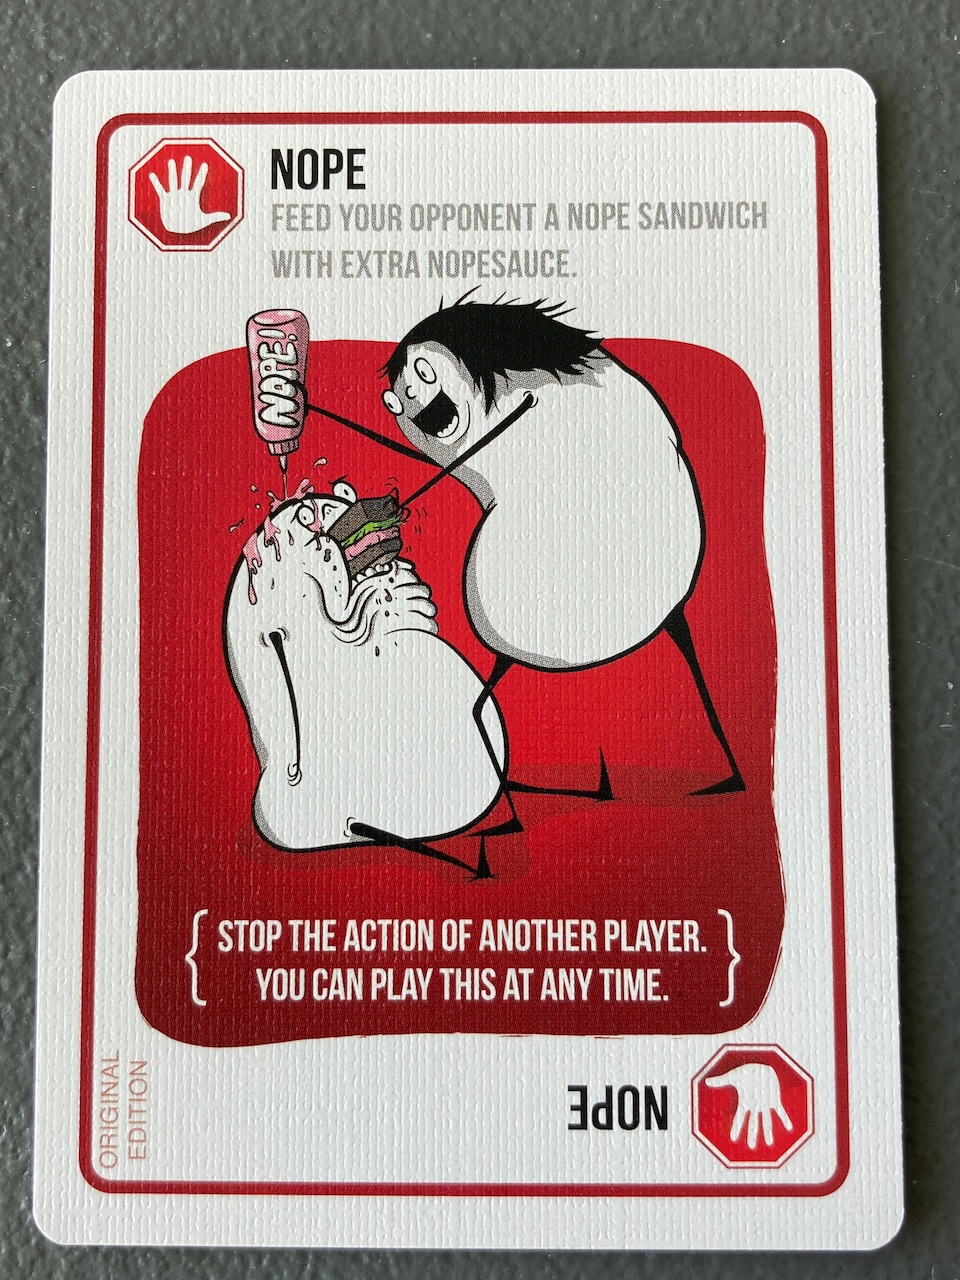 NOPE
FEED YOUR OPPONENT A NOPE SANDWICH
WITH EXTRA NOPESAUCE.
NOPE!
STOP THE ACTION OF ANOTHER PLAYER.
YOU CAN PLAY THIS AT ANY TIME.
ORIGINAL
EDITION
NOPE